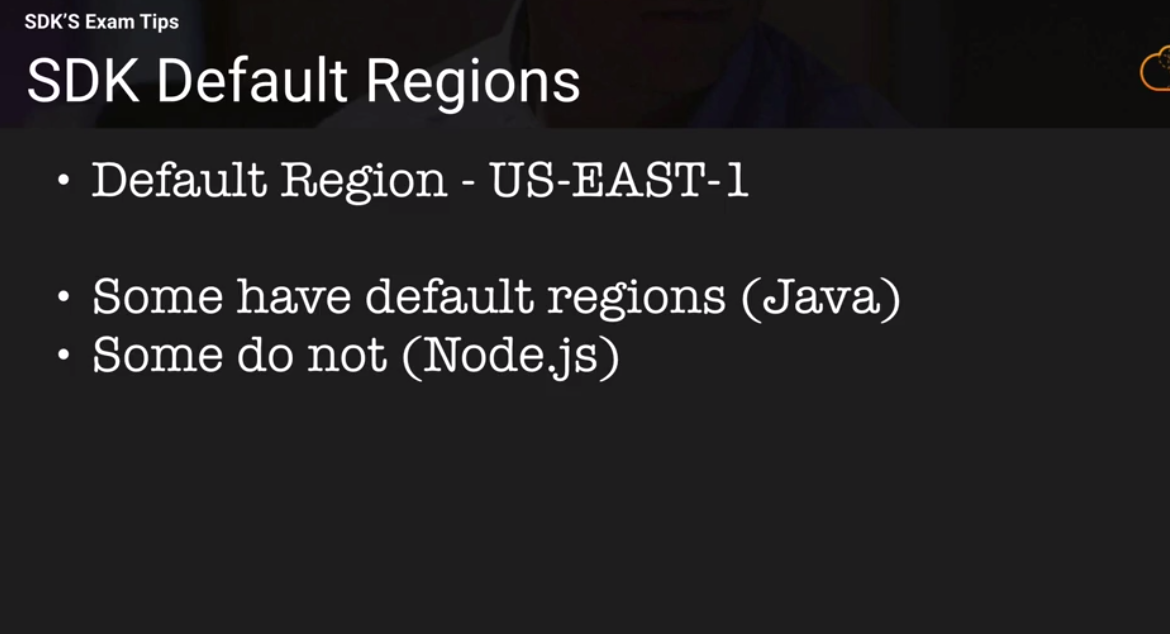 SDK'S Exam Tips
SDK Default Regions
• Default Region - US-EAST-1
• Some have default regions (Java)
• Some do not (Node.js)